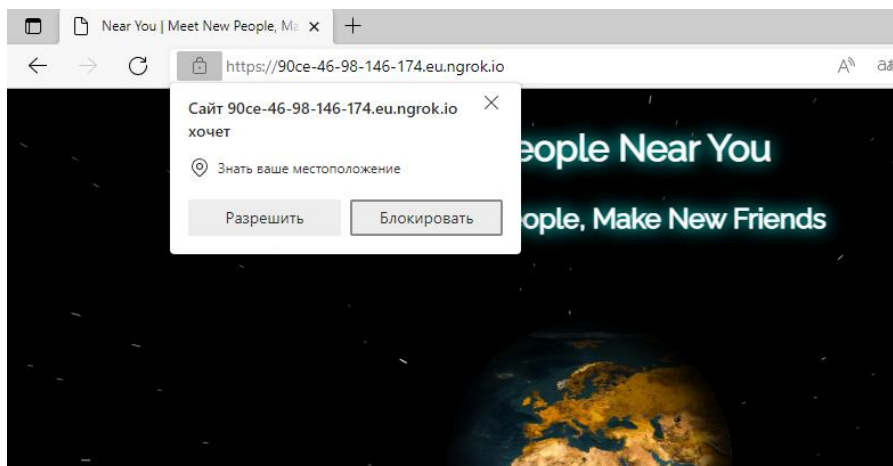 Near You | Meet New People, Ma
https://90ce-46-98-146-174.eu.ngrok.io
Сайт 90ce-46-98-146-174.eu.ngrok.io
хочет
Знать ваше местоположение
Разрешить Блокировать
eople Near You
ople, Make New Friends